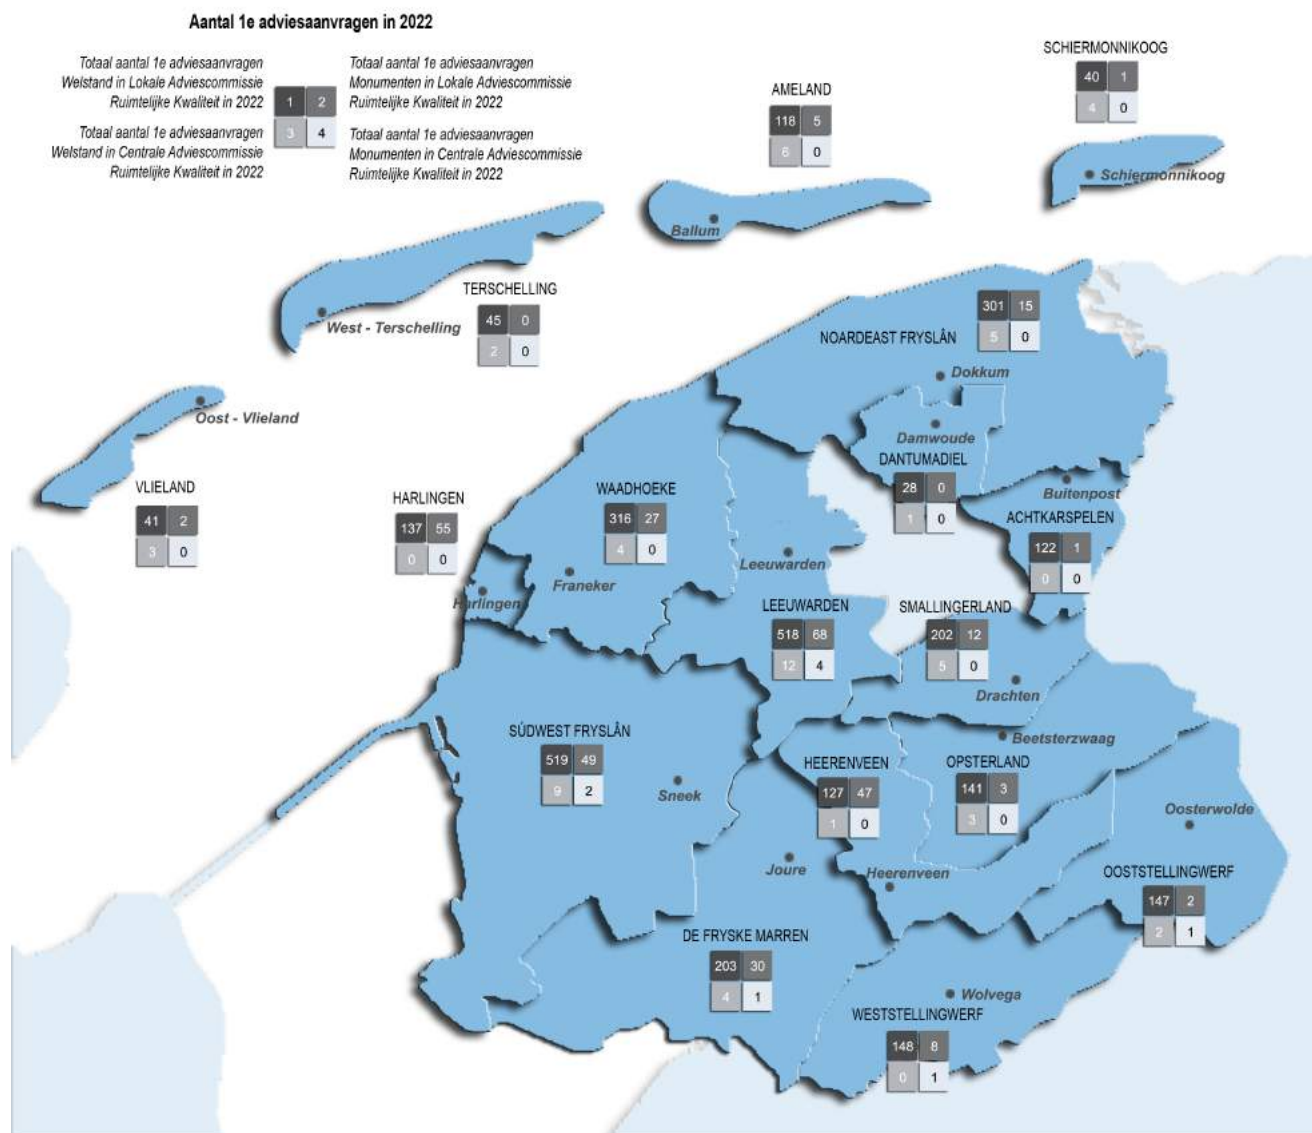 Aantal 1e adviesaanvragen in 2022
Totaal aantal 1e adviesaanvragen
Welstand in Lokale Adviescommissie
Ruimtelijke Kwaliteit in 2022
1 2
3 4
Totaal aantal 1e adviesaanvragen
Monumenten in Lokale Adviescommissie
Ruimtelijke Kwaliteit in 2022
Totaal aantal 1e adviesaanvragen
Welstand in Centrale Adviescommissie
Ruimtelijke Kwaliteit in 2022
Totaal aantal 1e adviesaanvragen
Monumenten in Centrale Adviescommissie
Ruimtelijke Kwaliteit in 2022
SCHIERMONNIKOOG
40 1
4 0
Schiermonnikoog
AMELAND
118 5
6 0
Ballum
TERSCHELLING
45 0
2 0
West - Terschelling
NOARDEAST FRYSLÂN
301 15
5 0
Dokkum
Oost - Vlieland
VLIELAND
41 2
3 0
Damwoude
DANTUMADIEL
28 0
1 0
HARLINGEN
137 55
0 0
Harlingen
WAADHOEKE
316 27
4 0
Franeker
Buitenpost
ACHTKARSPELEN
122 1
0 0
Leeuwarden
LEEUWARDEN
518 68
12 4
SMALLINGERLAND
202 12
5 0
Drachten
SÚDWEST FRYSLÂN
519 49
9 2
Sneek
HEERENVEEN
127 47
1 0
Heerenveen
Beetsterzwaag
OPSTERLAND
141 3
3 0
Oosterwolde
OOSTSTELLINGWERF
147 2
2 1
Joure
DE FRYSKE MARREN
203 30
4 1
Wolvega
WESTSTELLINGWERF
148 8
0 1